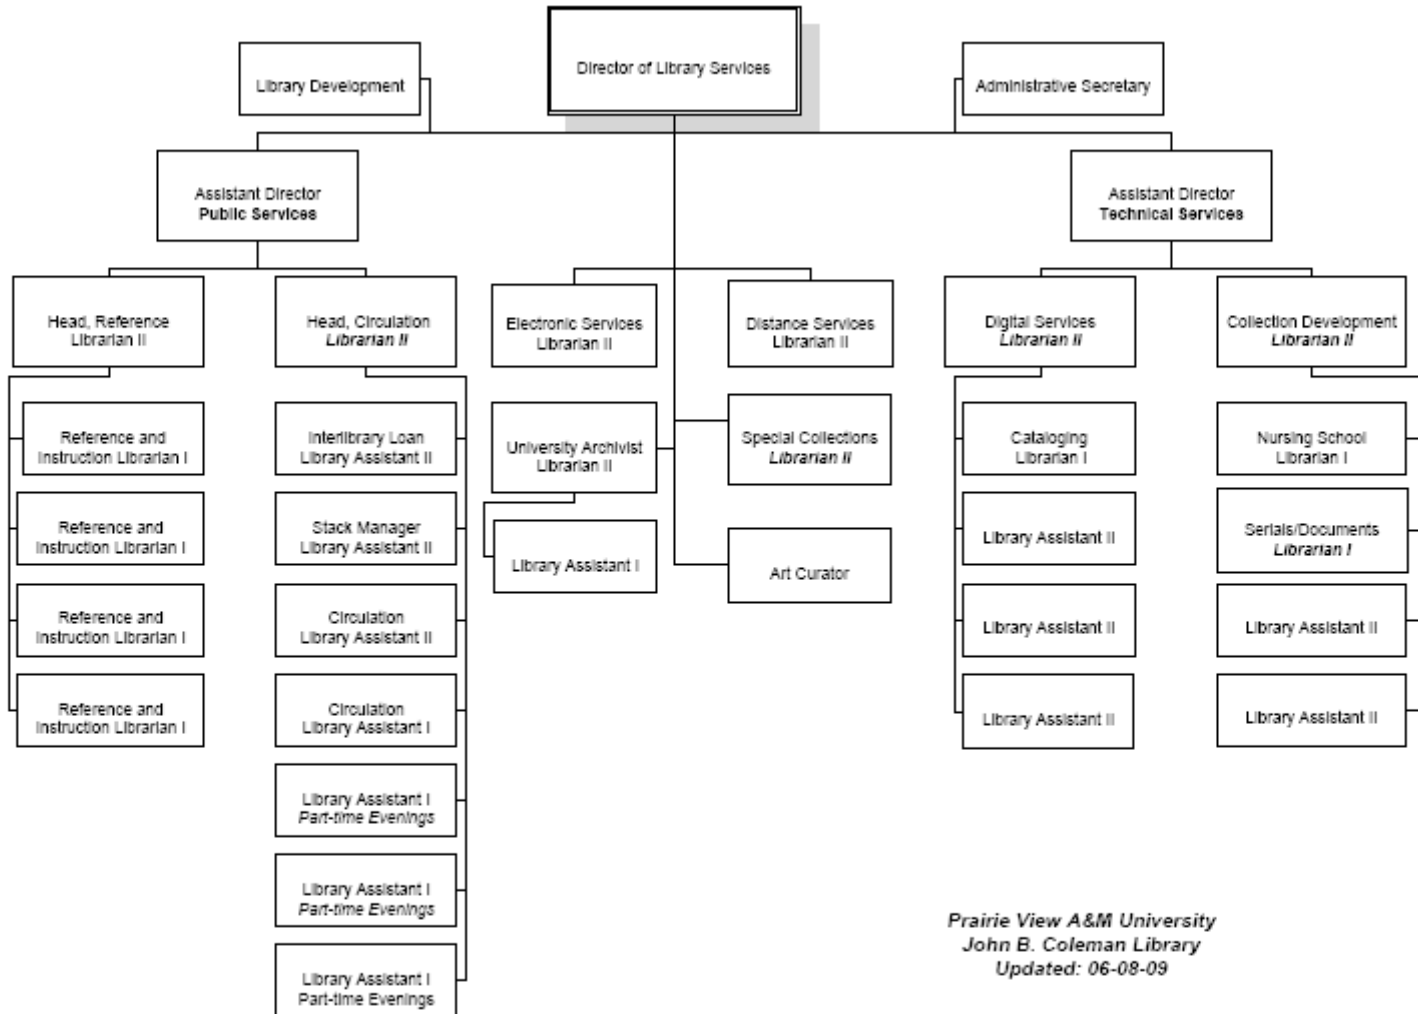 Director of Library Services
Library Development
Administrative Secretary
Assistant Director
Public Services
Assistant Director
Technical Services
Head, Reference
Librarian II
Head, Circulation
Librarian II
Electronic Services
Librarian II
Distance Services
Librarian II
Digital Services
Librarian II
Collection Development
Librarian II
Reference and
Instruction Librarian I
Interlibrary Loan
Library Assistant II
University Archivist
Librarian II
Special Collections
Librarian II
Cataloging
Librarian I
Nursing School
Librarian I
Reference and
Instruction Librarian I
Stack Manager
Library Assistant II
Library Assistant I
Art Curator
Library Assistant II
Serials/Documents
Librarian I
Reference and
Instruction Librarian I
Circulation
Library Assistant II
Library Assistant II
Library Assistant II
Reference and
Instruction Librarian I
Circulation
Library Assistant I
Library Assistant II
Library Assistant II
Library Assistant I
Part-time Evenings
Library Assistant I
Part-time Evenings
Library Assistant I
Part-time Evenings
Prairie View A&M University
John B. Coleman Library
Updated: 06-08-09